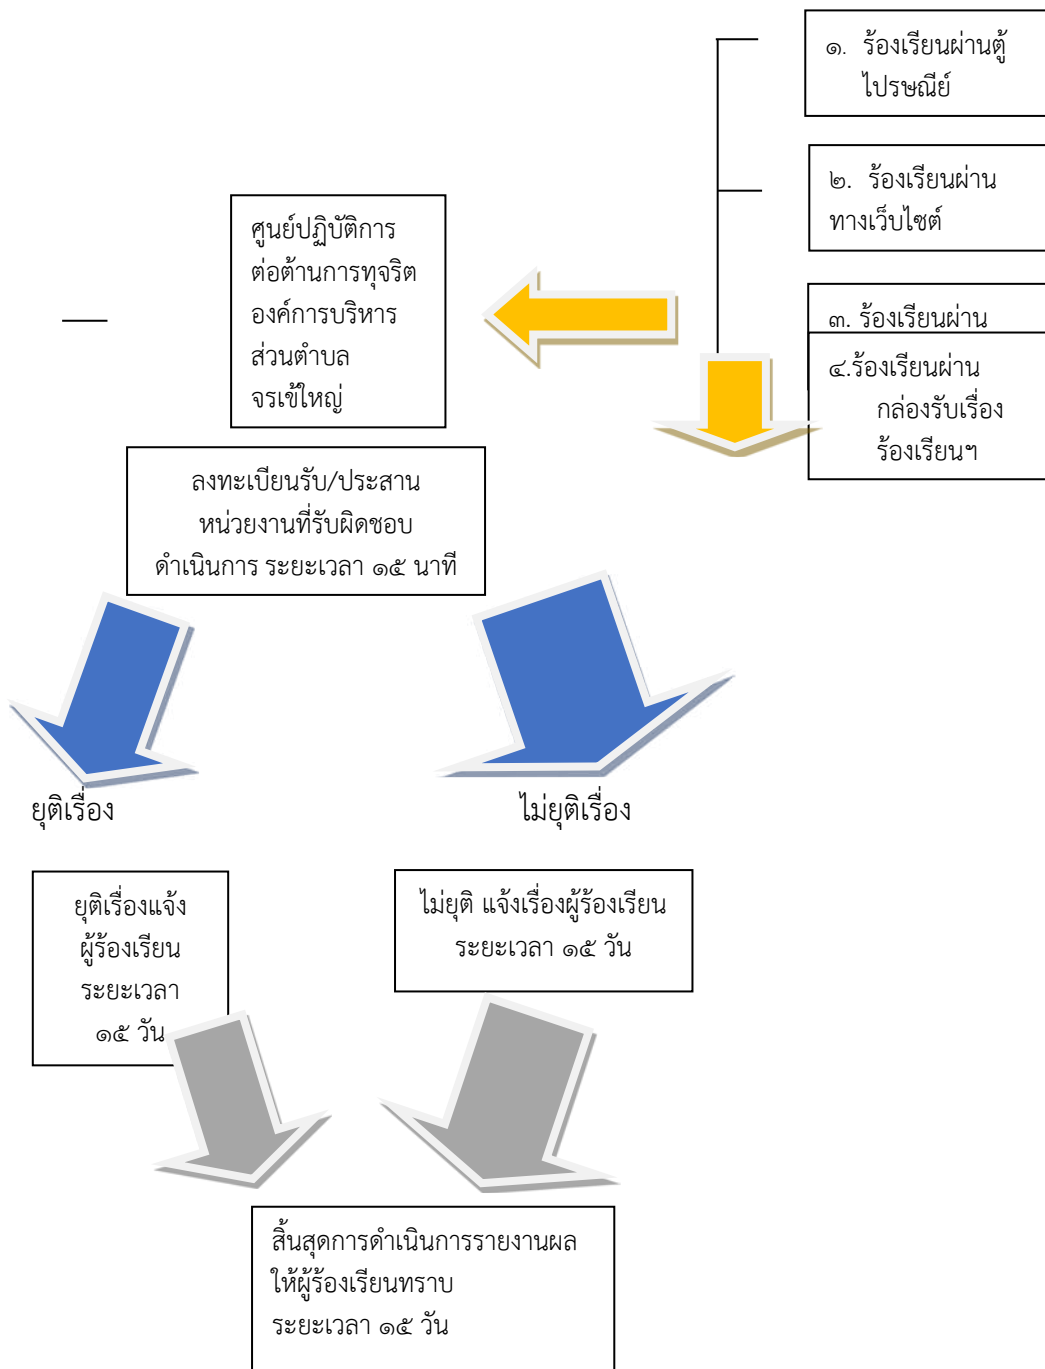 ๑. ร้องเรียนผ่านตู้
ไปรษณีย์
๒. ร้องเรียนผ่าน
ทางเว็บไซต์
๓. ร้องเรียนผ่าน
๔.ร้องเรียนผ่าน
กล่องรับเรื่อง
ร้องเรียนฯ
ศูนย์ปฏิบัติการ
ต่อต้านการทุจริต
องค์การบริหาร
ส่วนตำบล
จรเข้ใหญ่
ลงทะเบียนรับ/ประสาน
หน่วยงานที่รับผิดชอบ
ดำเนินการ ระยะเวลา ๑๕ นาที
ยุติเรื่อง
ไม่ยุติเรื่อง
ยุติเรื่องแจ้ง
ผู้ร้องเรียน
ระยะเวลา
๑๕ วัน
ไม่ยุติ แจ้งเรื่องผู้ร้องเรียน
ระยะเวลา ๑๕ วัน
สิ้นสุดการดำเนินการรายงานผล
ให้ผู้ร้องเรียนทราบ
ระยะเวลา ๑๕ วัน